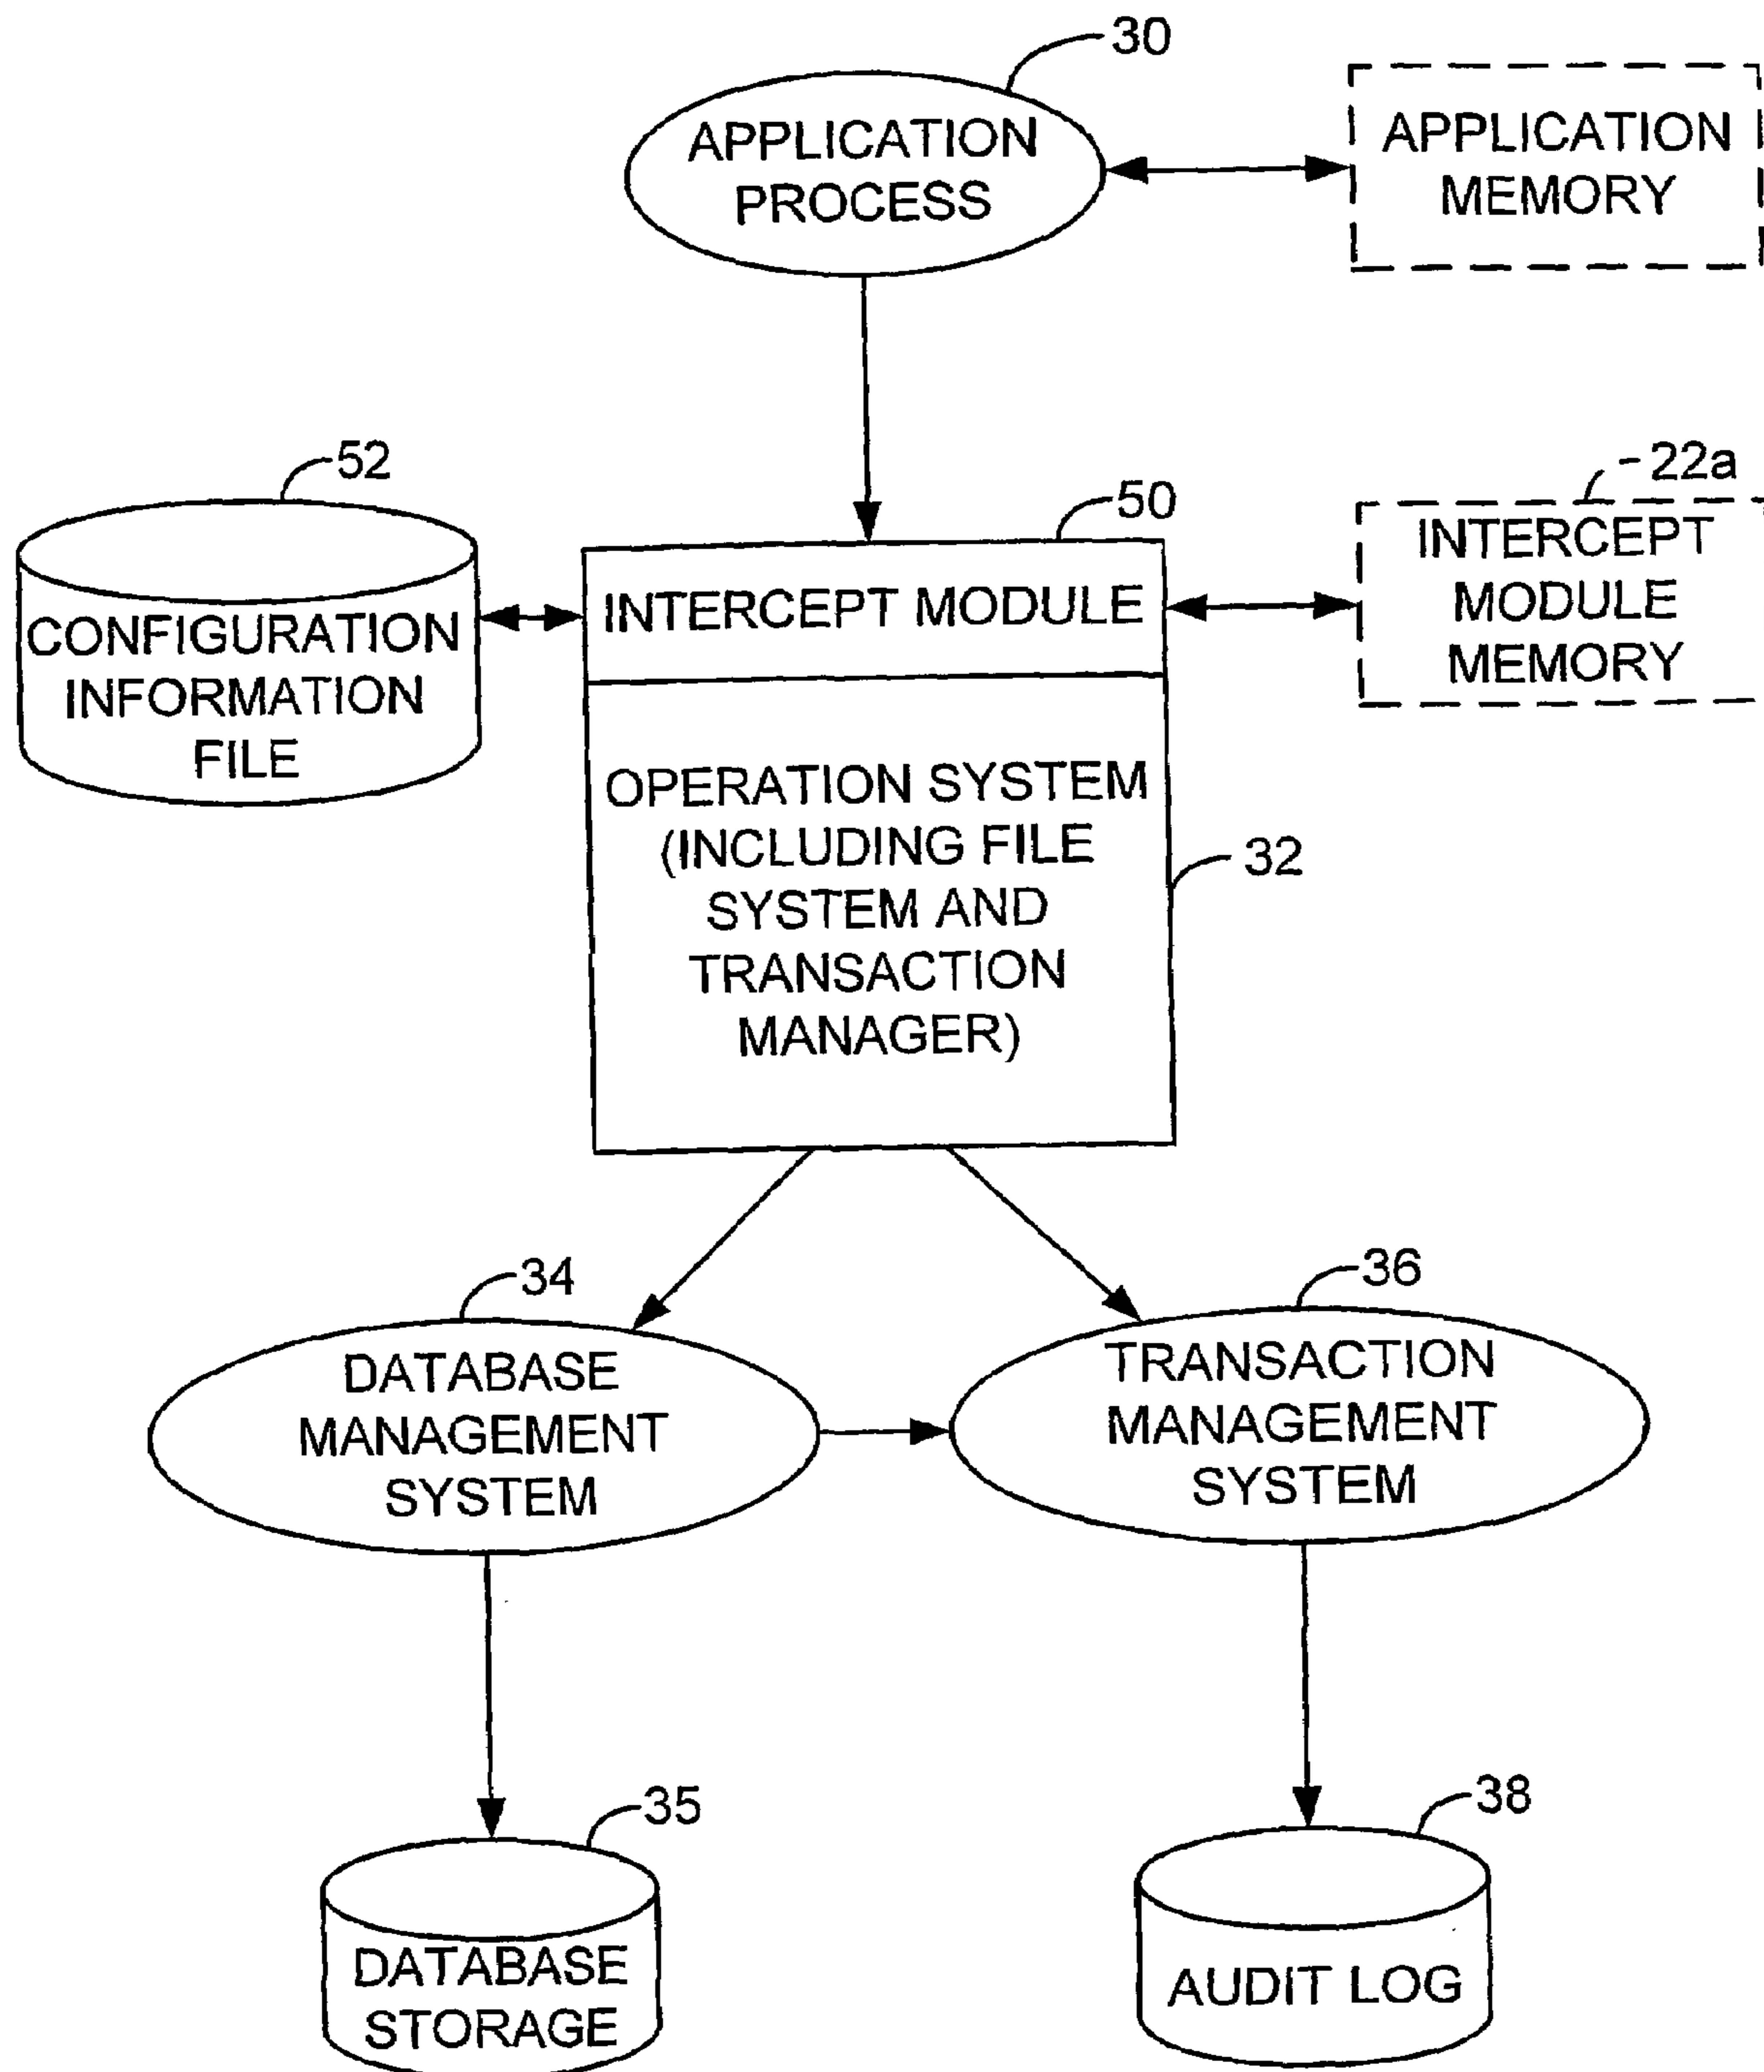 30
APPLICATION
PROCESS
APPLICATION
MEMORY
52
CONFIGURATION
INFORMATION
FILE
50
INTERCEPT MODULE
22a
INTERCEPT
MODULE
MEMORY
OPERATION SYSTEM
(INCLUDING FILE
SYSTEM AND
TRANSACTION
MANAGER)
32
34
DATABASE
MANAGEMENT
SYSTEM
36
TRANSACTION
MANAGEMENT
SYSTEM
35
DATABASE
STORAGE
38
AUDIT LOG